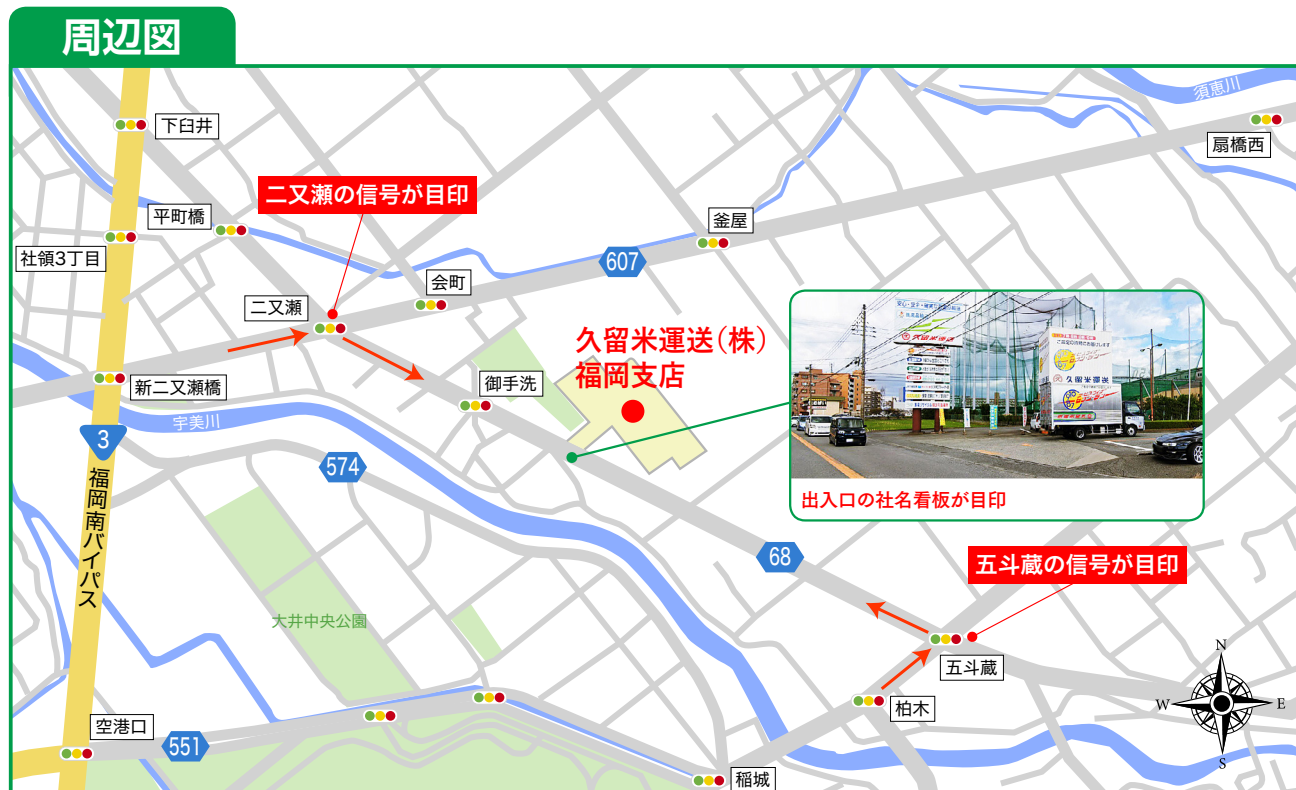 周辺図
須恵川
下臼井
扇橋西
二又瀬の信号が目印
平町橋
釜屋
社領3丁目
607
会町
二又瀬
久留米運送(株)
福岡支店
久留米運送
久留米運送
新二又瀬橋
御手洗
宇美川
3
574
福岡南バイパス
出入口の社名看板が目印
68
五斗蔵の信号が目印
大井中央公園
N
五斗蔵
W
E
柏木
空港口
551
S
稲城